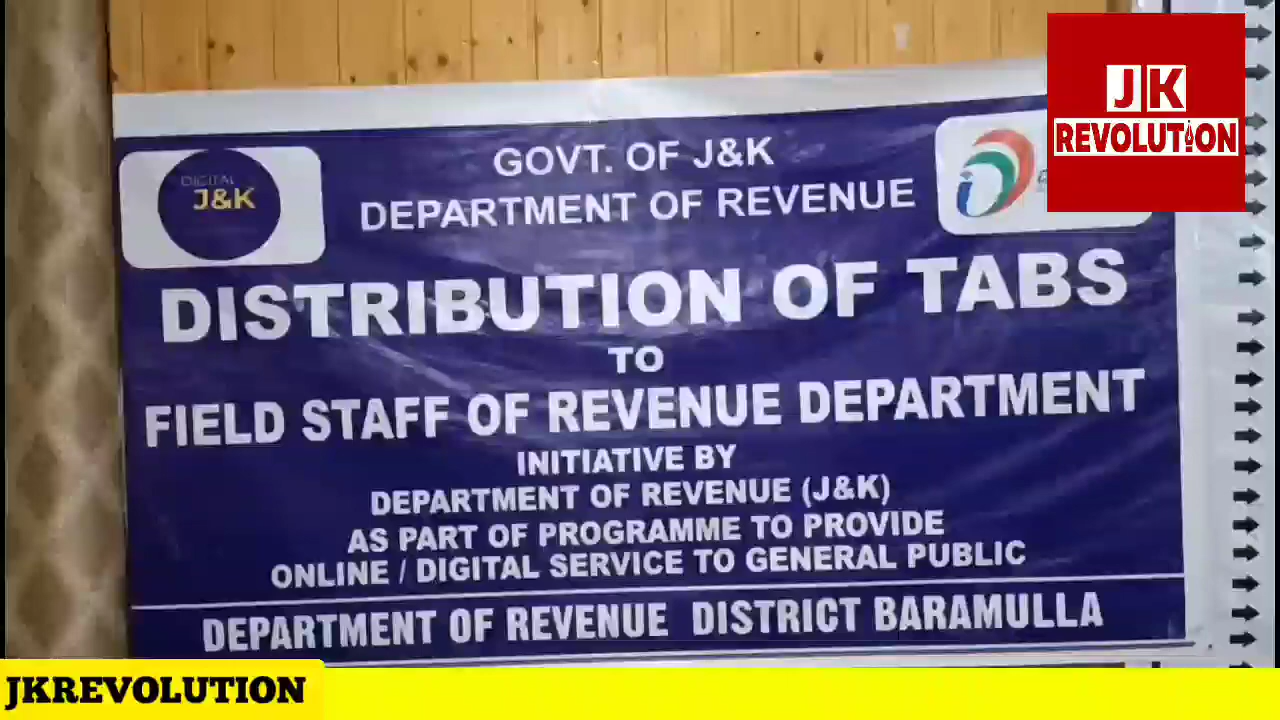 JK
REVOLUTION
DIGITAL
J&K
GOVT. OF J&K
DEPARTMENT OF REVENUE
DISTRIBUTION OF TABS
TO
FIELD STAFF OF REVENUE DEPARTMENT
INITIATIVE BY
DEPARTMENT OF REVENUE (J&K)
AS PART OF PROGRAMME TO PROVIDE
ONLINE / DIGITAL SERVICE TO GENERAL PUBLIC
DEPARTMENT OF REVENUE DISTRICT BARAMULLA
JKREVOLUTION